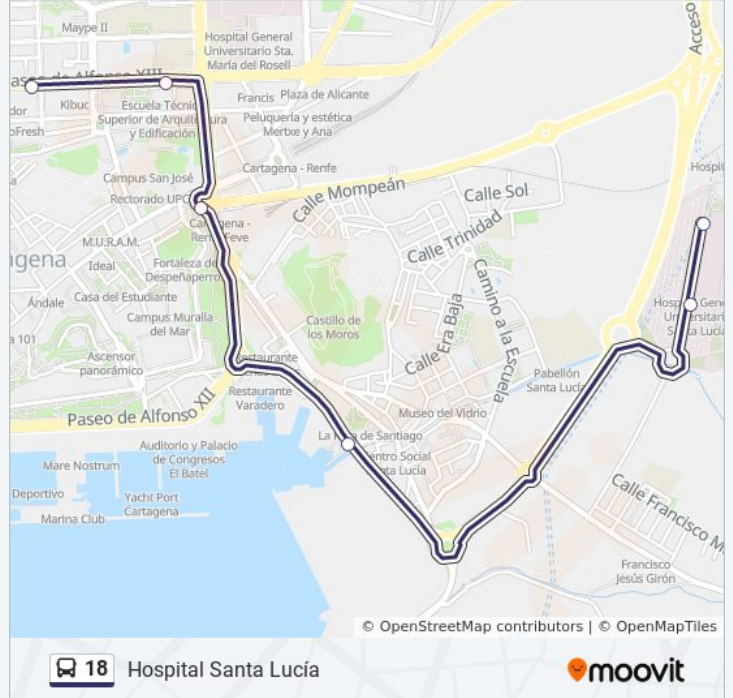 Maype II
Hospital General
Universitario Sta.
María del Rosell
Acceso
Paseo de Alfonso XIII
Kibuc
Escuela Técnica
Superior de Arquitectura
y Edificación
Francis
Plaza de Alicante
Peluquería y estética
Mertxe y Ana
Cartagena - Renfe
Campus San José
Rectorado UPC
Calle Mompeán
Calle Sol
Calle Trinidad
Cartagena -
M.U.R.A.M.
Ideal
Fortaleza de
Despeñaperro
Casa del Estudiante
Ándale
Campus Muralla
del Mar
101
Castillo de
los Moros
Camino a la Escuela
Calle Era Baja
Ascensor
panorámico
Restaurante
Restaurante
Varadero
Pabellón
Santa Lucía
Paseo de Alfonso XII
Museo del Vidrio
de Santiago
Centro Social
Santa Lucía
Auditorio y Palacio
de Congresos
El Batel
Mare Nostrum
Deportivo
Yacht Port
Cartagena
Marina Club
Calle Francisco M
Francisco
Jesús Girón
© OpenStreetMap contributors | © OpenMapTiles
18 Hospital Santa Lucía
moovit